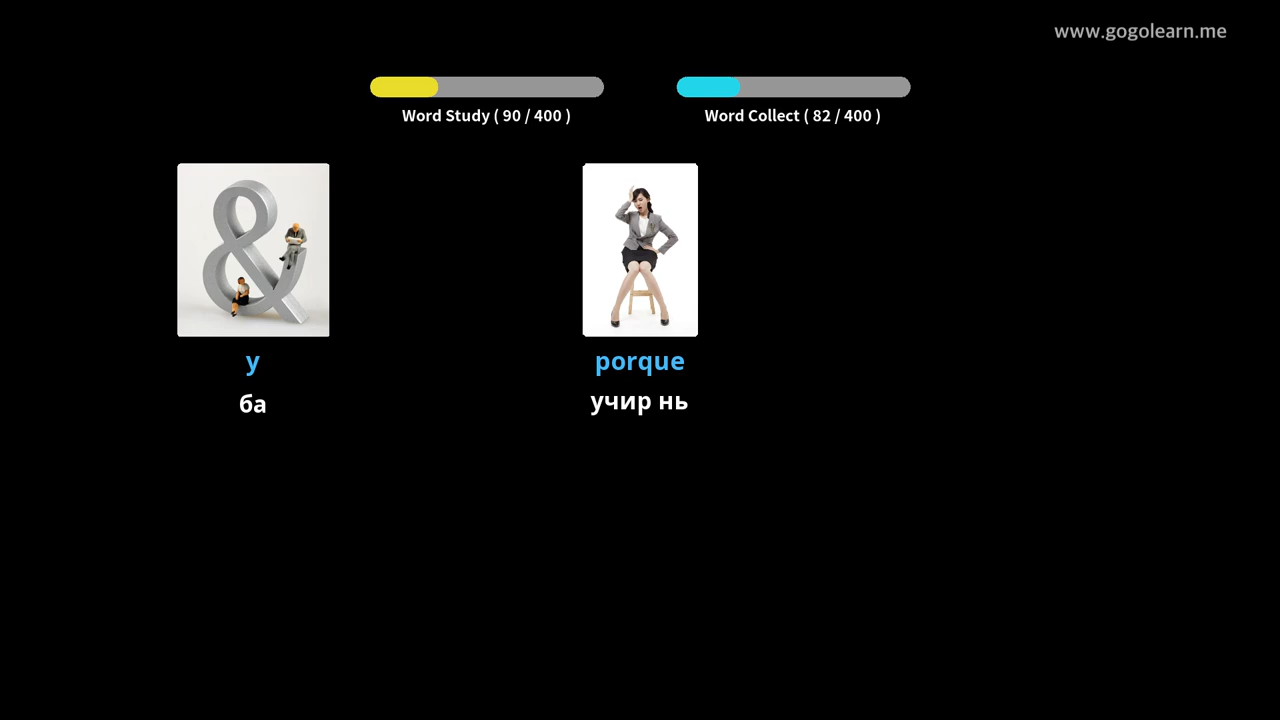 www.gogolearn.me
Word Study ( 90 / 400 )
Word Collect ( 82 / 400 )
&
y
porque
ба
учир нь